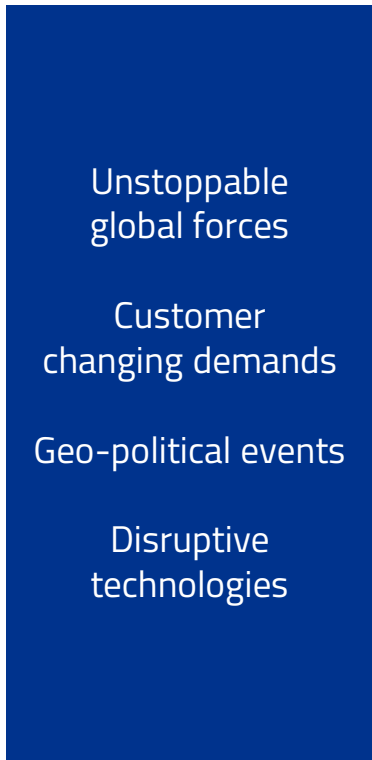 Unstoppable
global forces
Customer
changing demands
Geo-political events
Disruptive
technologies